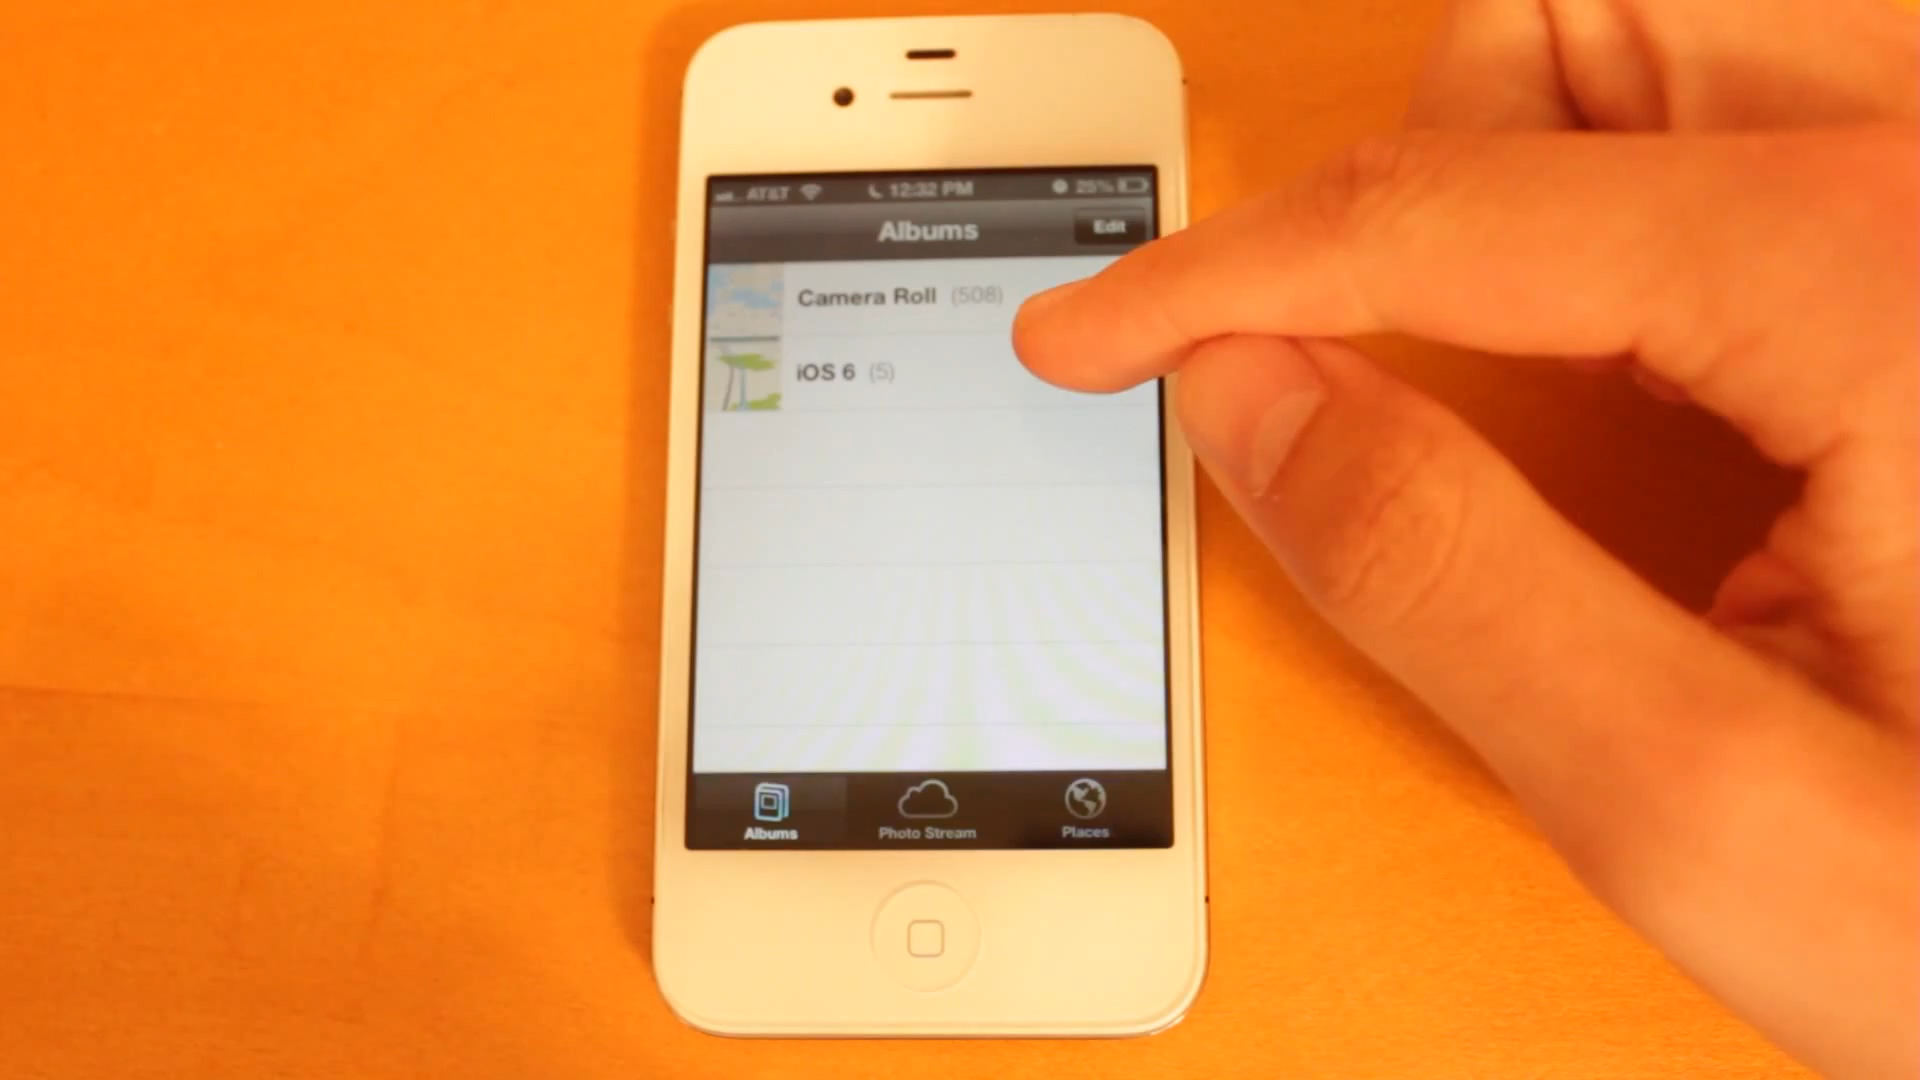 AT&T 12:32 PM 25%
Albums Edit
Camera Roll (508)
iOS 6 (5)
Albums Photo Stream Places